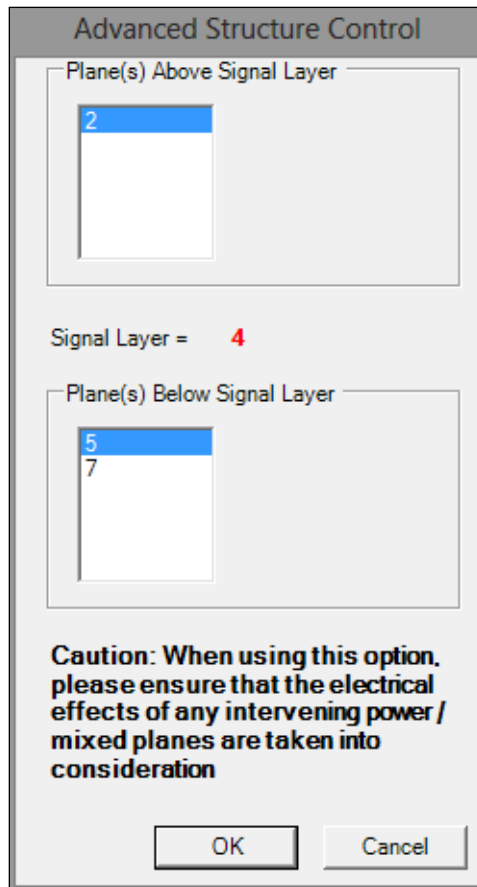 Advanced Structure Control
Plane(s) Above Signal Layer
2
Signal Layer = 4
Plane(s) Below Signal Layer
5
7
Caution: When using this option,
please ensure that the electrical
effects of any intervening power /
mixed planes are taken into
consideration
OK Cancel